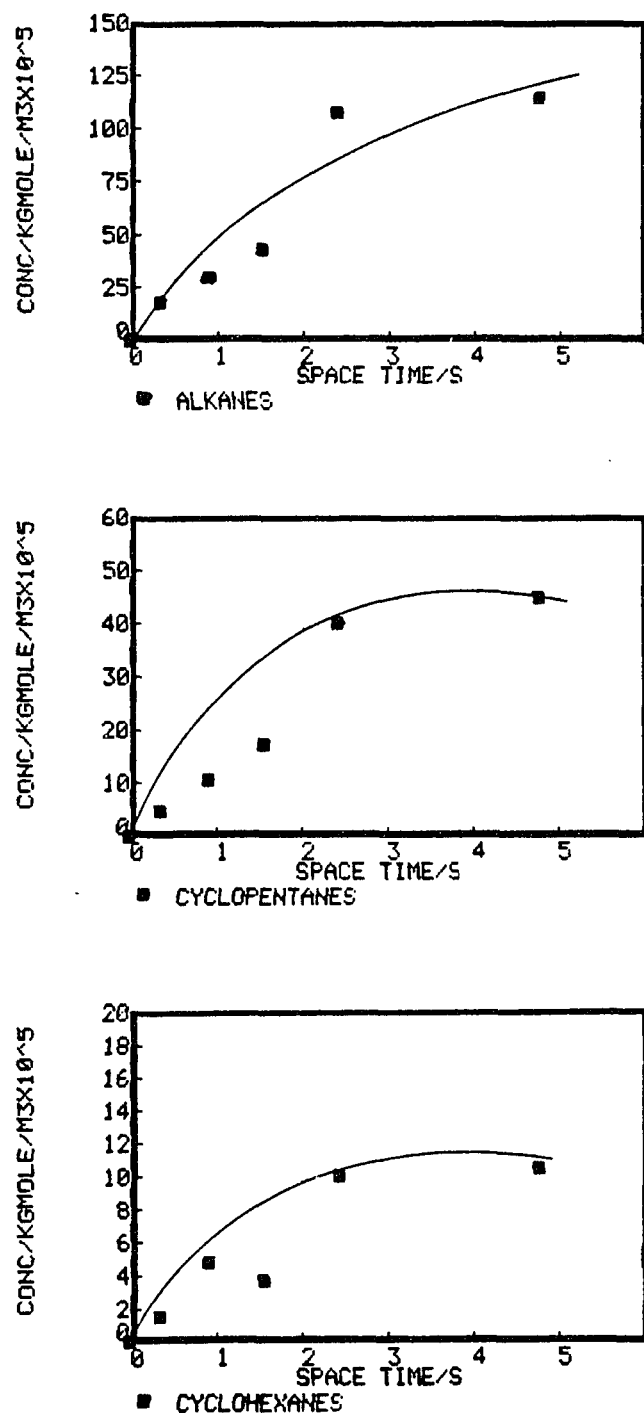 CONC/KGMOLE/M3X10^5
150
125
100
75
50
25
0
0 1 2 3 4 5
SPACE TIME/S
ALKANES
CONC/KGMOLE/M3X10^5
60
50
40
30
20
10
0
0 1 2 3 4 5
SPACE TIME/S
CYCLOPENTANES
CONC/KGMOLE/M3X10^5
20
18
16
14
12
10
8
6
4
2
0
0 1 2 3 4 5
SPACE TIME/S
CYCLOHEXANES